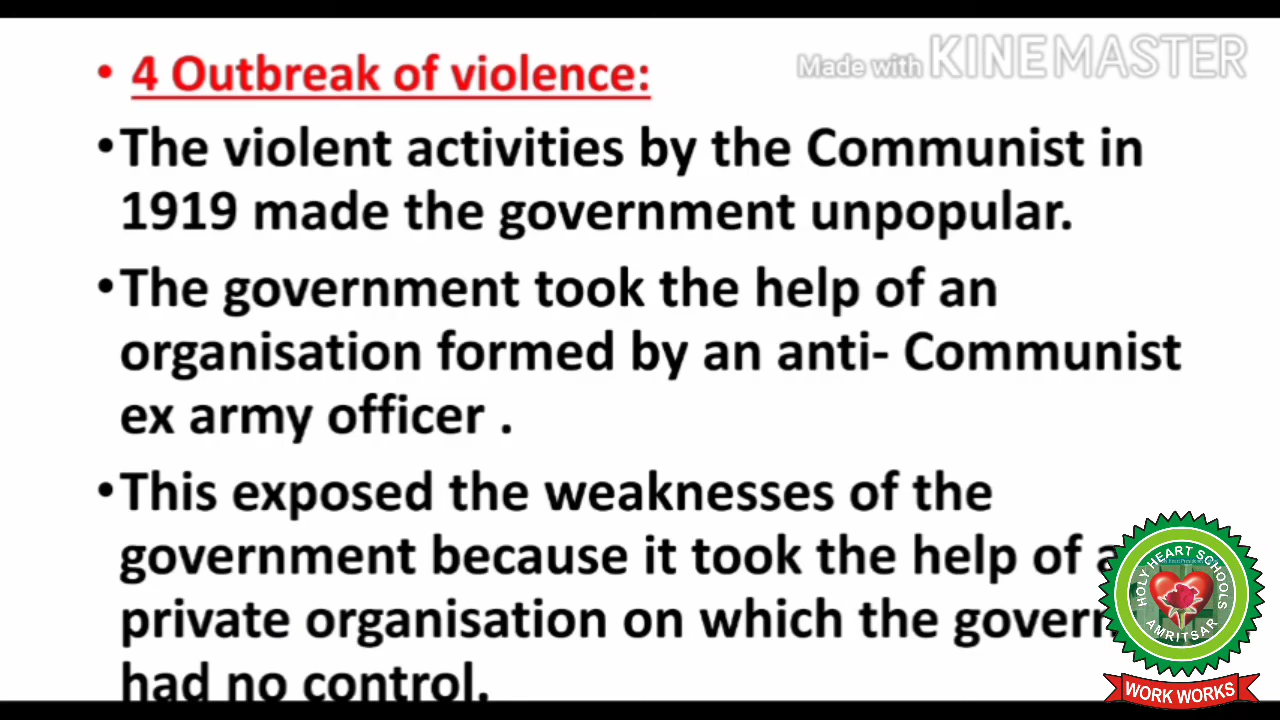 Made with KINEMASTER
• 4 Outbreak of violence:
•The violent activities by the Communist in
1919 made the government unpopular.
•The government took the help of an
organisation formed by an anti- Communist
ex army officer .
•This exposed the weaknesses of the
government because it took the help of a
private organisation on which the govern
had no control.
HOLY HEART SCHOOLS
AMRITSAR
WORK WORKS